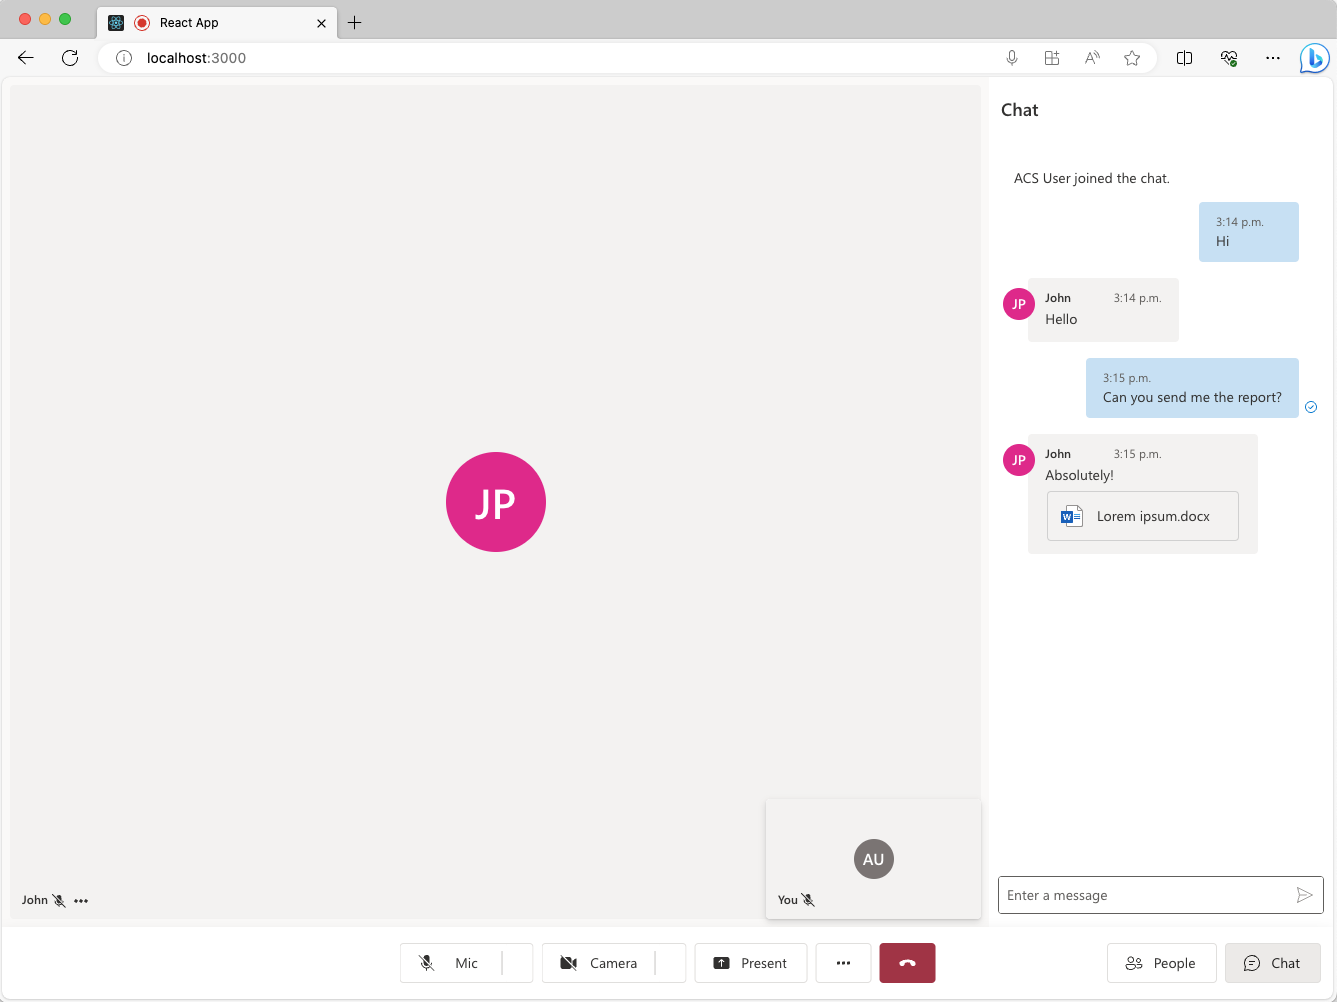 React App
localhost:3000
Chat
ACS User joined the chat.
3:14 p.m.
Hi
JP
John 3:14 p.m.
Hello
3:15 p.m.
Can you send me the report?
JP
John 3:15 p.m.
Absolutely!
W Lorem ipsum.docx
JP
AU
John
You
Enter a message
Mic
Camera
Present
People
Chat